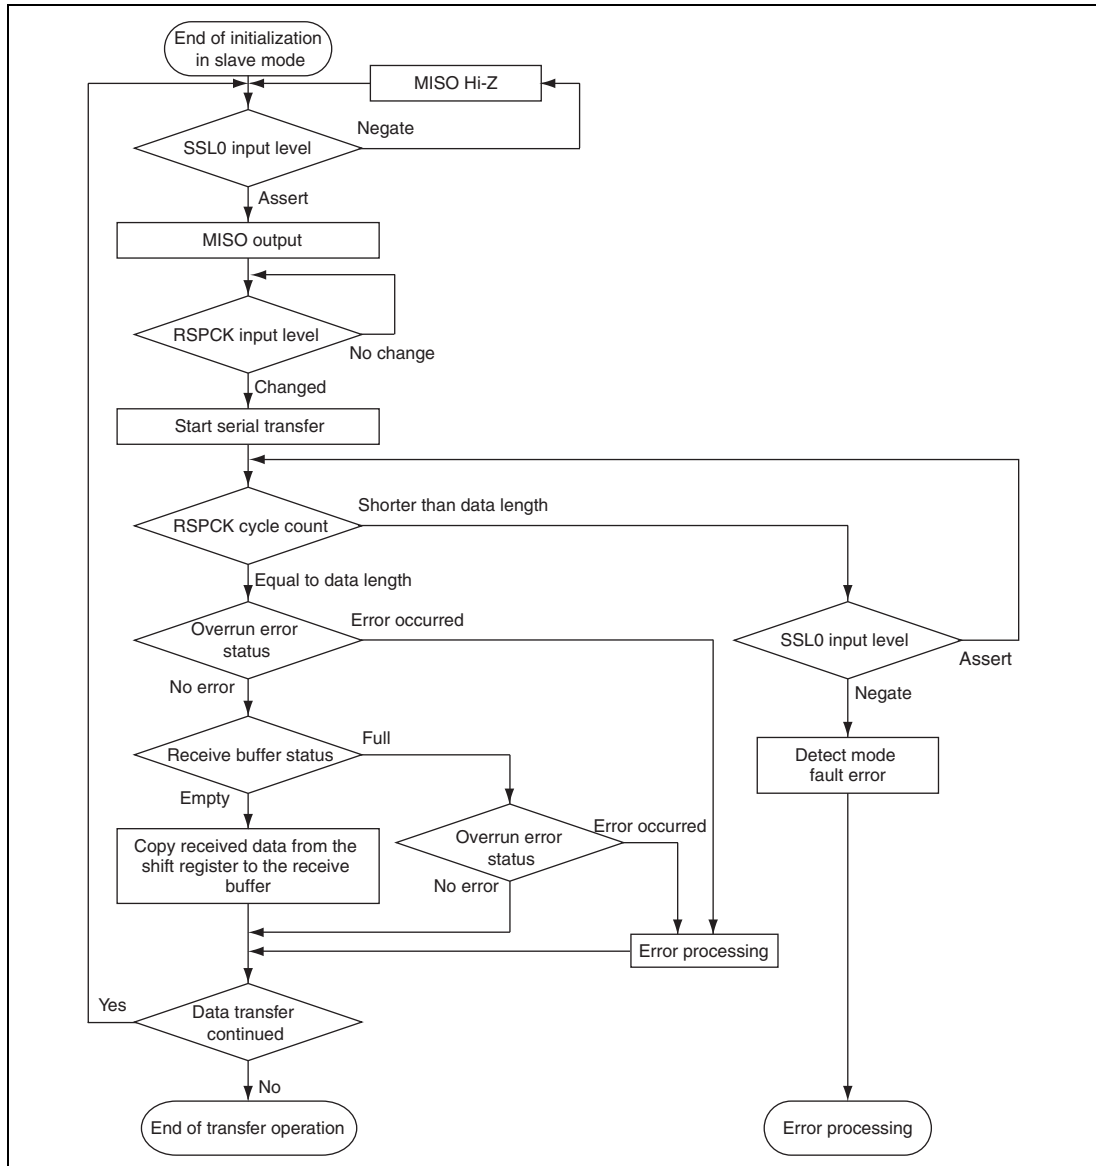 End of initialization
in slave mode
MISO Hi-Z
Negate
SSL0 input level
Assert
MISO output
RSPCK input level
No change
Changed
Start serial transfer
Shorter than data length
RSPCK cycle count
Equal to data length
Error occurred
Overrun error
status
SSL0 input level
Assert
No error
Negate
Full
Receive buffer status
Detect mode
fault error
Empty
Error occurred
Overrun error
status
Copy received data from the
shift register to the receive
buffer
No error
Error processing
Yes
Data transfer
continued
No
End of transfer operation
Error processing